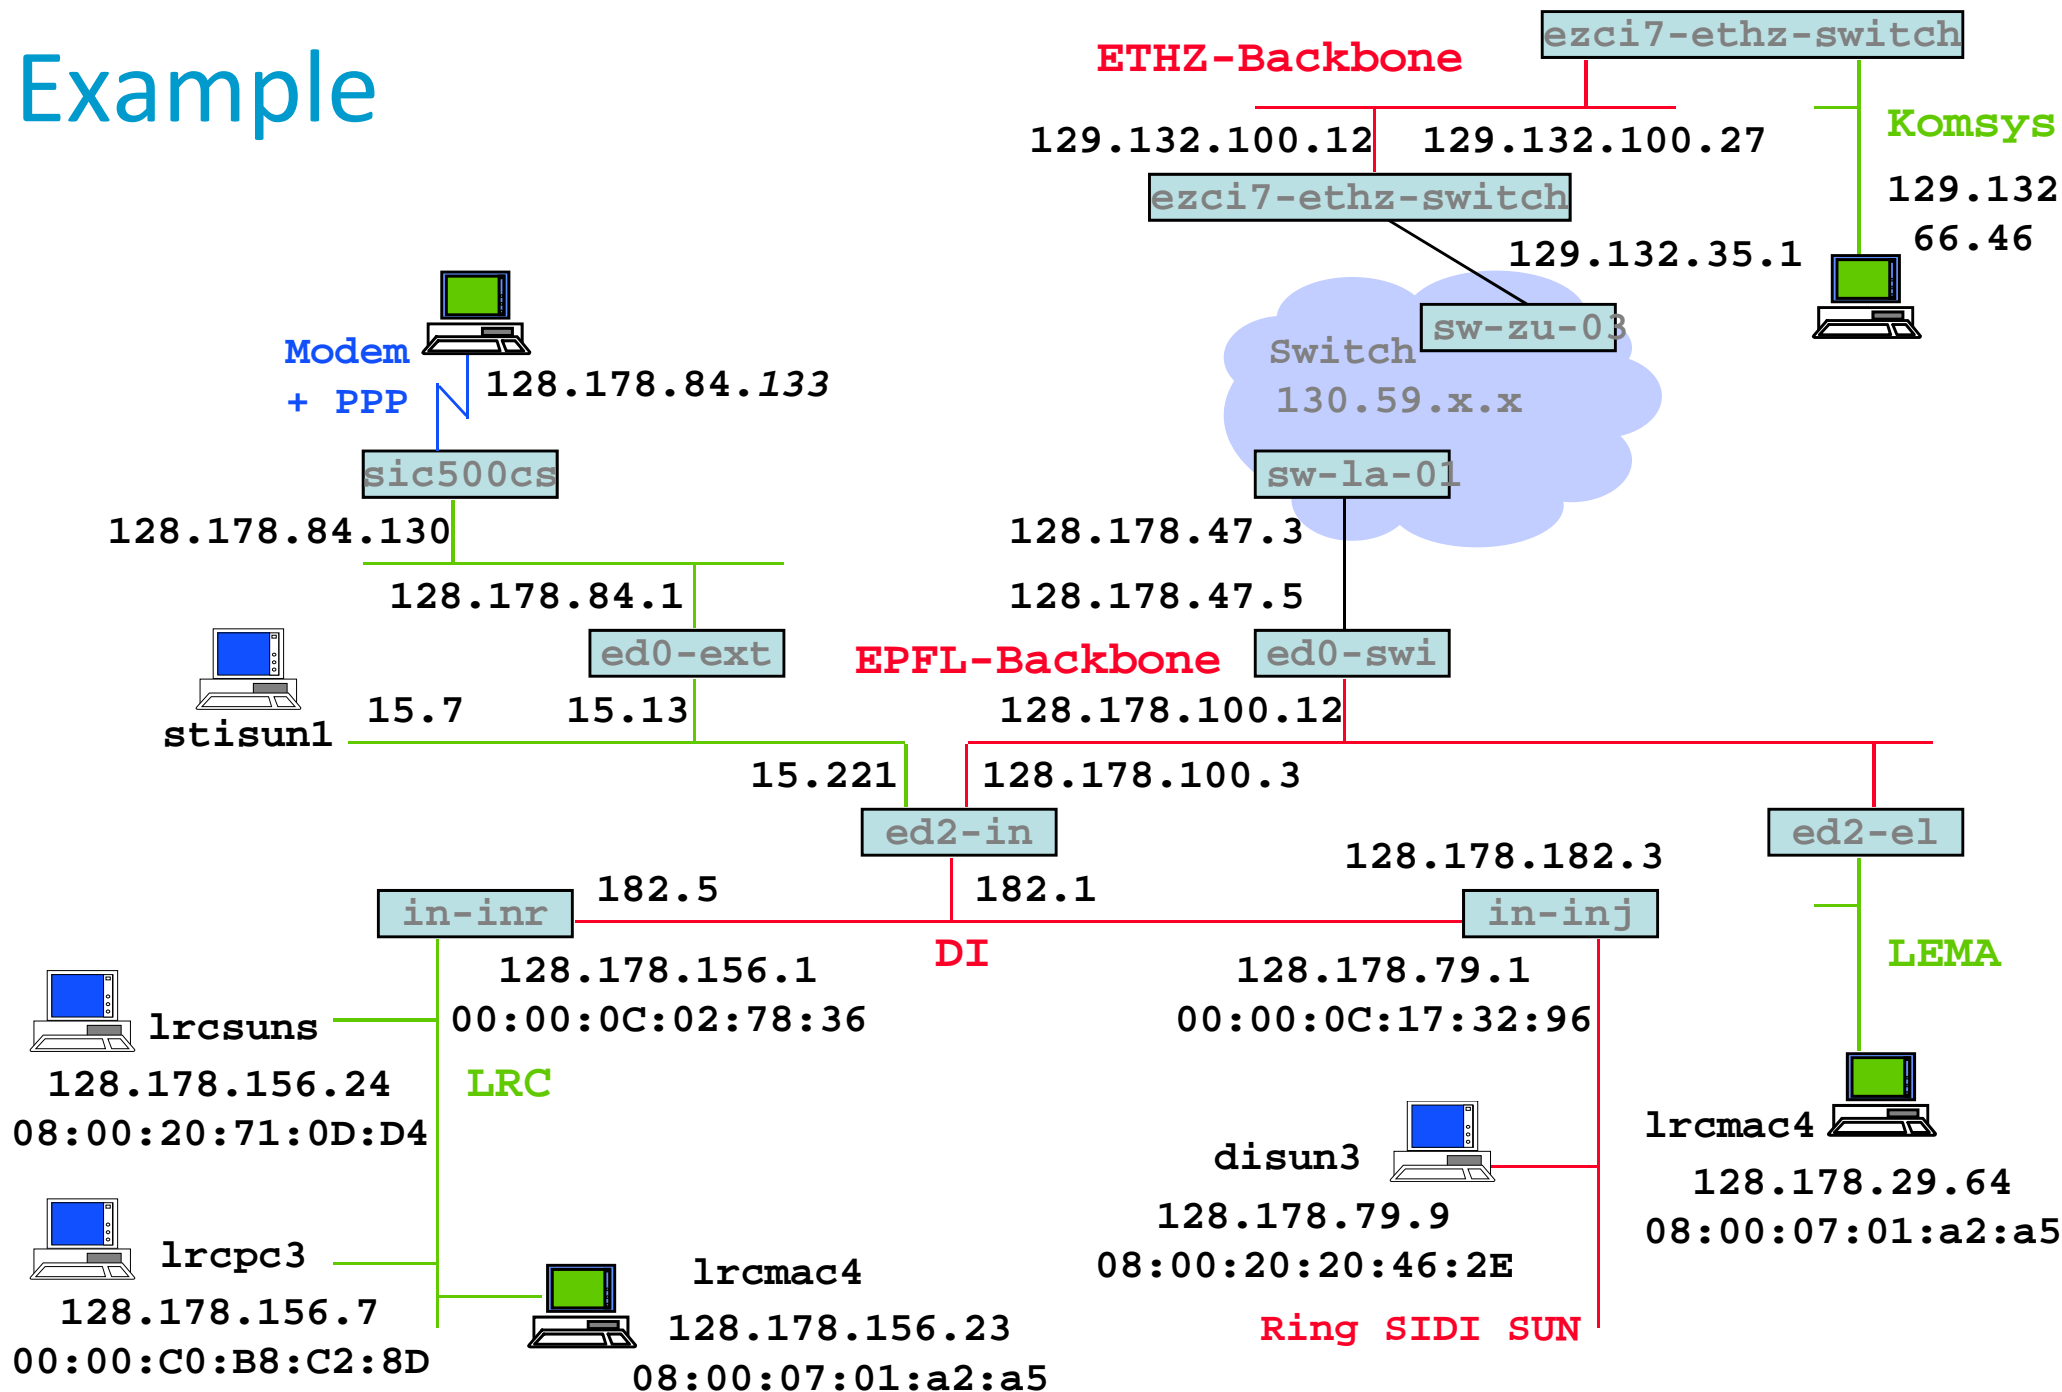 Example
ezci7-ethz-switch
ETHZ-Backbone
Komsys
129.132.100.12
129.132.100.27
129.132
66.46
ezci7-ethz-switch
129.132.35.1
sw-zu-03
Switch
130.59.x.x
sw-la-01
Modem
+ PPP
128.178.84.133
sic500cs
128.178.84.130
128.178.84.1
128.178.47.3
128.178.47.5
ed0-ext
EPFL-Backbone
ed0-swi
stisun1
15.7
15.13
128.178.100.12
15.221
128.178.100.3
ed2-in
ed2-el
182.5
182.1
128.178.182.3
in-inr
in-inj
DI
LEMA
128.178.156.1
00:00:0C:02:78:36
128.178.79.1
00:00:0C:17:32:96
lrcsuns
128.178.156.24
08:00:20:71:0D:D4
LRC
disun3
128.178.79.9
08:00:20:20:46:2E
lrcmac4
128.178.29.64
08:00:07:01:a2:a5
lrcpc3
128.178.156.7
00:00:C0:B8:C2:8D
lrcmac4
128.178.156.23
08:00:07:01:a2:a5
Ring SIDI SUN